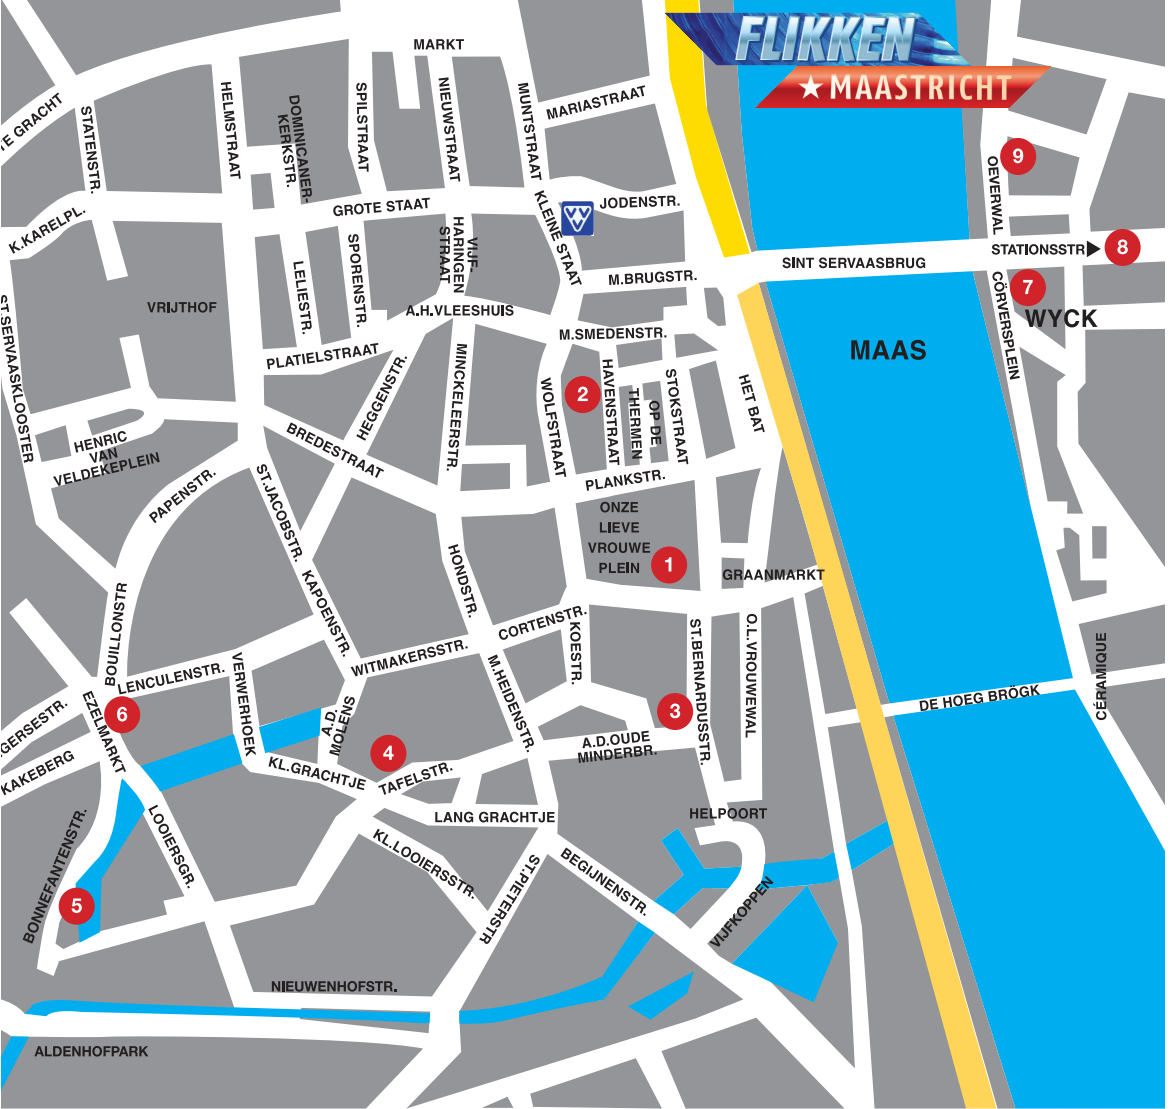 FLIKKEN
MAASTRICHT
MARKT
TE GRACHT
STATENSTR.
HELMSTRAAT
DOMINICANER-
KERKSTR.
SPILSTRAAT
NIEUWSTRAAT
MUNTSTRAAT
MARIASTRAAT
K.KARELPL.
GROTE STAAT
KLEINE STAAT
JODENSTR.
VVV
OEVERWAL
9
STATIONSSTR
8
SINT SERVAASBRUG
VIJF-
HARINGEN
STRAAT
SPORENSTR.
LELIESTR.
M.BRUGSTR.
7
CÖRVERSPLEIN
WYCK
VRIJTHOF
A.H.VLEESHUIS
M.SMEDENSTR.
MAAS
ST.SERVAASKLOOSTER
PLATIELSTRAAT
HEGGENSTR.
MINCKELEERSTR.
WOLFSTRAAT
2
HAVENSTRAAT
OP DE
THERMEN
STOKSTRAAT
HET BAT
HENRIC
VAN
VELDEKEPLEIN
BREDESTRAAT
PAPENSTR.
ST.JACOBSTR.
PLANKSTR.
ONZE
LIEVE
VROUWE
PLEIN
1
GRAANMARKT
HONDSTR.
KAPOENSTR.
BOUILLONSTR
CORTENSTR.
KOESTR.
ST.BERNARDUSSTR.
O.L.VROUWEWAL
CÉRAMIQUE
LENCULENSTR.
VERWERHOEK
WITMAKERSSTR.
M.HEIDENSTR.
DE HOEG BRÖGK
GERSESTR.
EZELMARKT
6
A.D.
MOLENS
3
A.D.OUDE
MINDERBR.
4
KAKEBERG
KL.GRACHTJE
TAFELSTR.
LANG GRACHTJE
HELPOORT
LOOIERSGR.
KL.LOOIERSSTR.
BONNEFANTENSTR.
5
ST.PIETERSTR
BEGIJNENSTR.
VIJFKOPPEN
NIEUWENHOFSTR.
ALDENHOFPARK